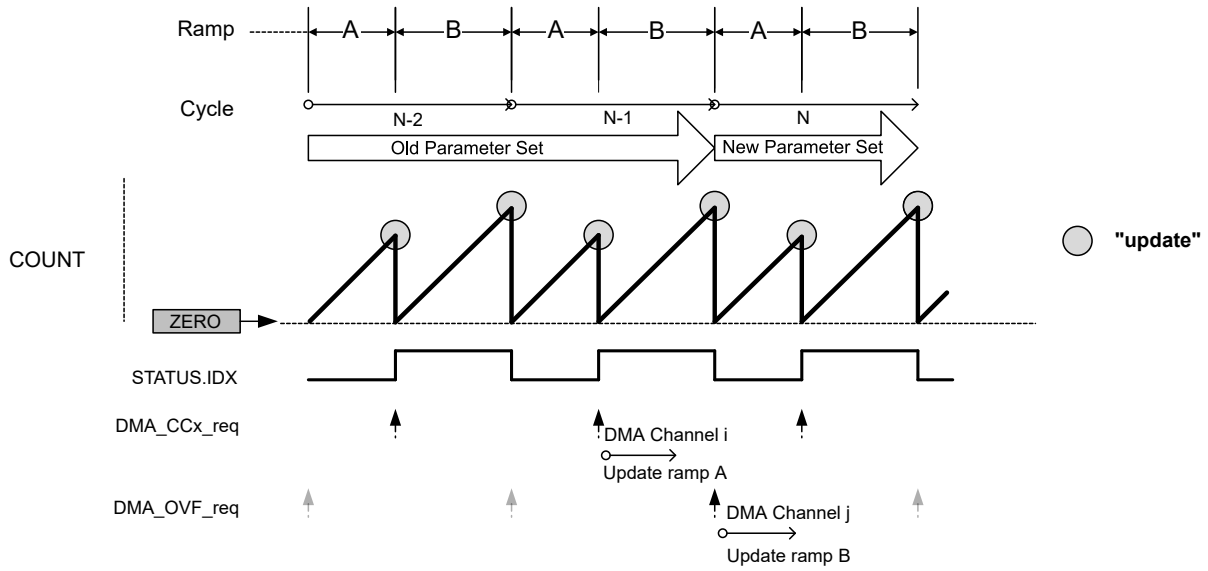 Ramp A B A B A B
Cycle
N-2 N-1 N
Old Parameter Set New Parameter Set
"update"
COUNT
ZERO
STATUS.IDX
DMA_CCx_req
DMA Channel i
Update ramp A
DMA_OVF_req
DMA Channel j
Update ramp B